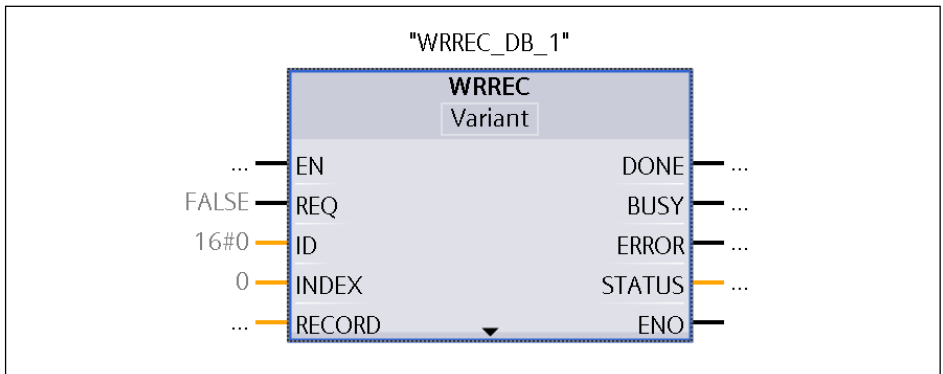 "WRREC_DB_1"
WRREC
Variant
... EN DONE ...
FALSE REQ BUSY ...
16#0 ID ERROR ...
0 INDEX STATUS ...
... RECORD ENO